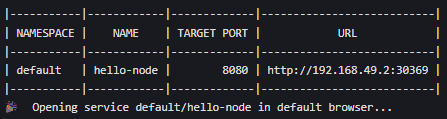 |-----------|------------|-------------|---------------------------|
| NAMESPACE |    NAME    | TARGET PORT |            URL            |
|-----------|------------|-------------|---------------------------|
| default   | hello-node |        8080 | http://192.168.49.2:30369 |
|-----------|------------|-------------|---------------------------|
🎉  Opening service default/hello-node in default browser...